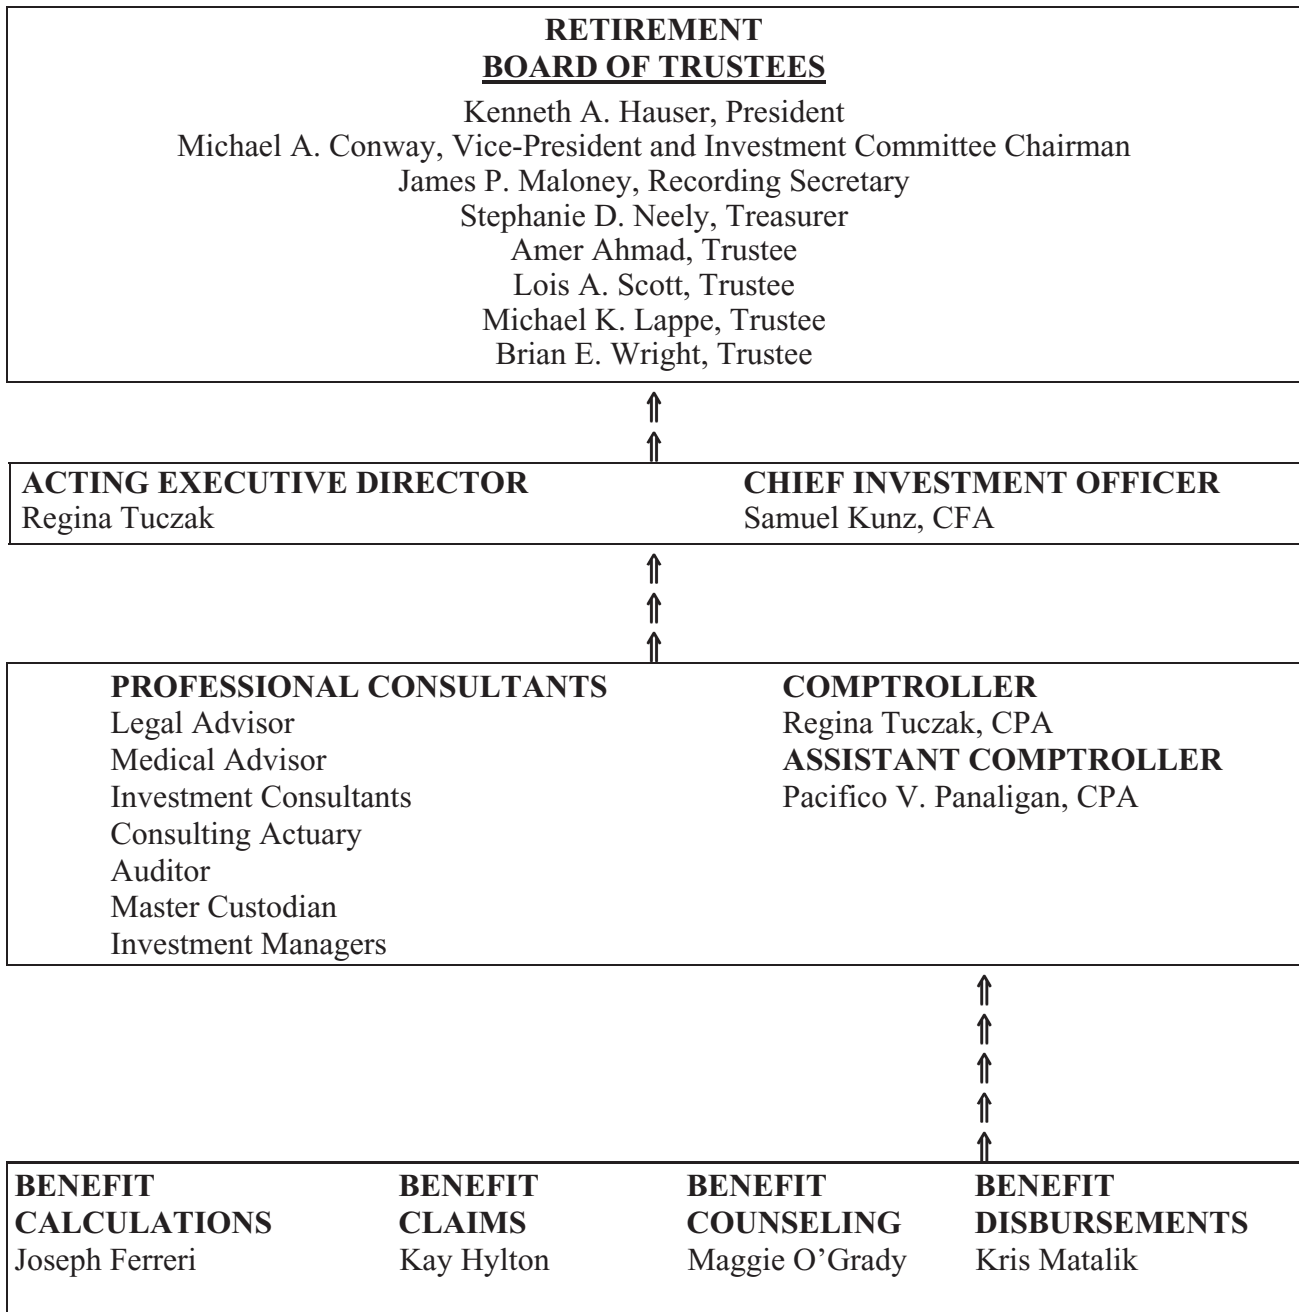 RETIREMENT
BOARD OF TRUSTEES
Kenneth A. Hauser, President
Michael A. Conway, Vice-President and Investment Committee Chairman
James P. Maloney, Recording Secretary
Stephanie D. Neely, Treasurer
Amer Ahmad, Trustee
Lois A. Scott, Trustee
Michael K. Lappe, Trustee
Brian E. Wright, Trustee
⇑
⇑
ACTING EXECUTIVE DIRECTOR
Regina Tuczak
CHIEF INVESTMENT OFFICER
Samuel Kunz, CFA
⇑
⇑
⇑
PROFESSIONAL CONSULTANTS
Legal Advisor
Medical Advisor
Investment Consultants
Consulting Actuary
Auditor
Master Custodian
Investment Managers
COMPTROLLER
Regina Tuczak, CPA
ASSISTANT COMPTROLLER
Pacifico V. Panaligan, CPA
⇑
⇑
⇑
⇑
⇑
BENEFIT
CALCULATIONS
Joseph Ferreri
BENEFIT
CLAIMS
Kay Hylton
BENEFIT
COUNSELING
Maggie O’Grady
BENEFIT
DISBURSEMENTS
Kris Matalik